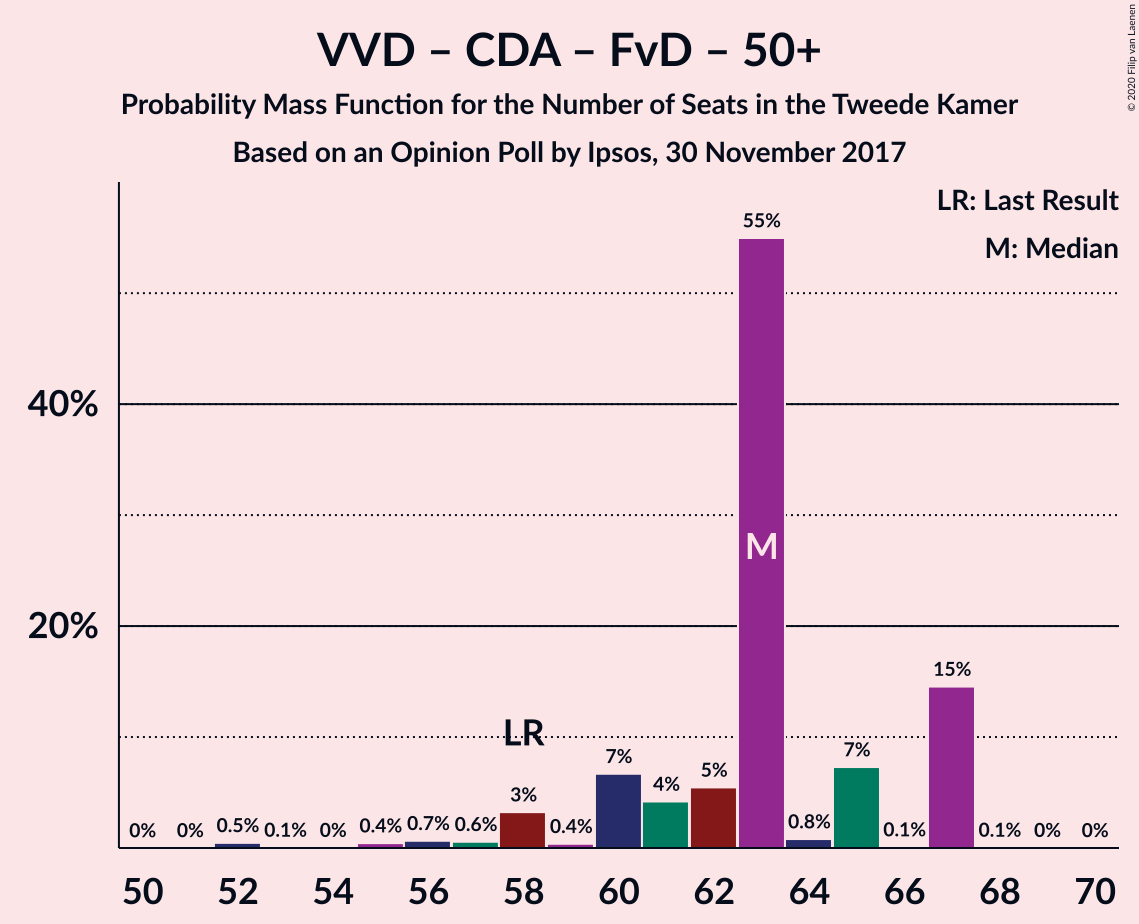 VVD – CDA – FvD – 50+
Probability Mass Function for the Number of Seats in the Tweede Kamer
Based on an Opinion Poll by Ipsos, 30 November 2017
© 2020 Filip van Laenen
LR: Last Result
M: Median
55%
40%
M
20%
15%
LR
7%
7%
5%
4%
3%
0% 0% 0.5% 0.1% 0% 0.4% 0.7% 0.6% 0.4% 0.8% 0.1% 0.1% 0% 0%
50 52 54 56 58 60 62 64 66 68 70